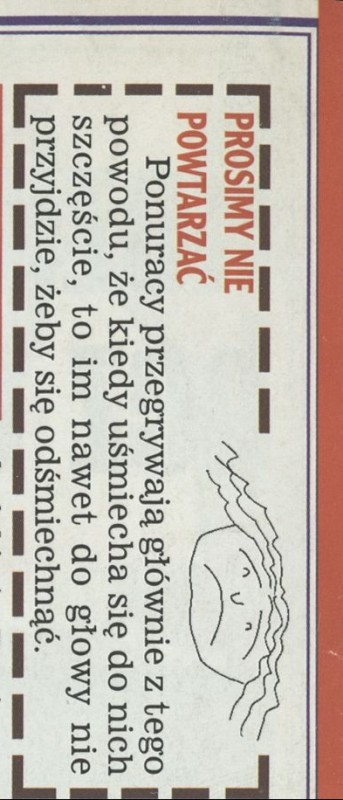 PROSIMY NIE
POWTARZAĆ
Ponuracy przegrywają głównie z tego
powodu, że kiedy uśmiecha się do nich
szczęście, to im nawet do głowy nie
przyjdzie, żeby się odśmiechnąć.